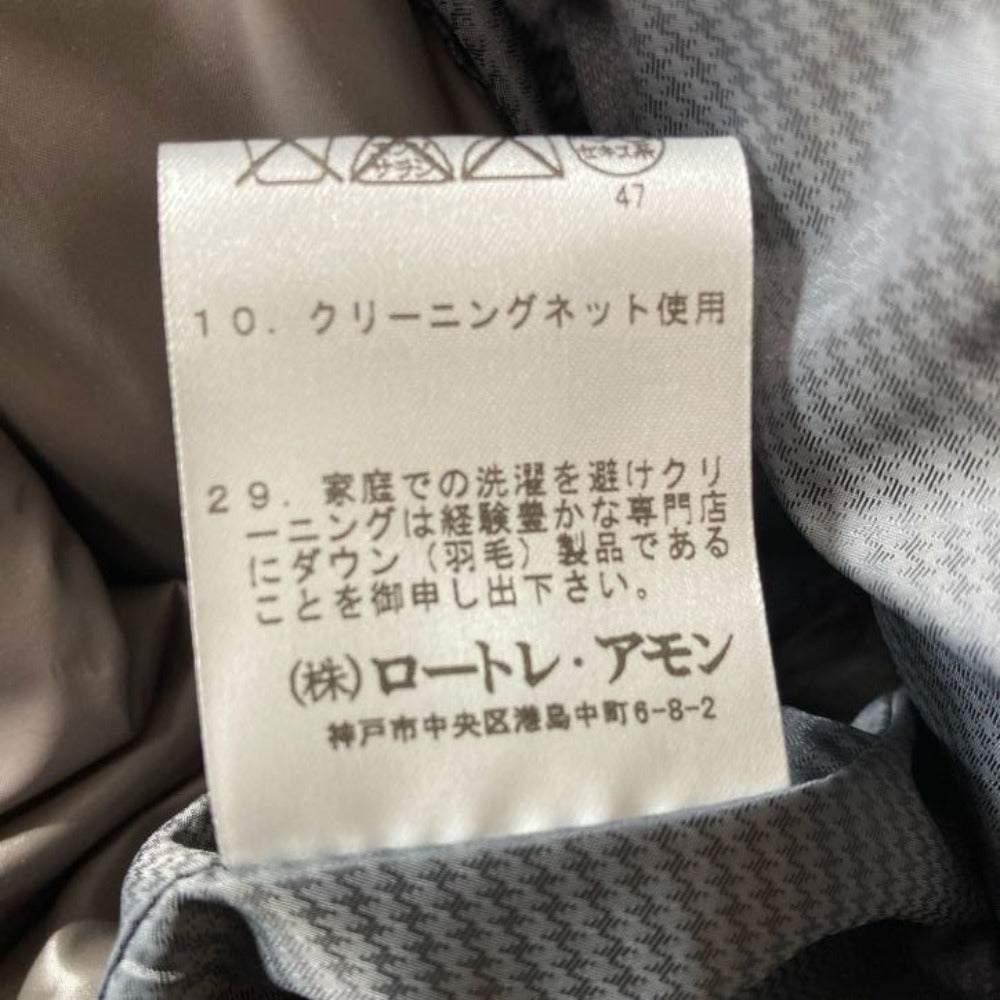 セキユ系
47
10. クリーニングネット使用
29. 家庭での洗濯を避けクリ
ーニングは経験豊かな専門店
にダウン（羽毛）製品である
ことを御申し出下さい。
(株)ロートレ・アモン
神戸市中央区港島中町6-8-2